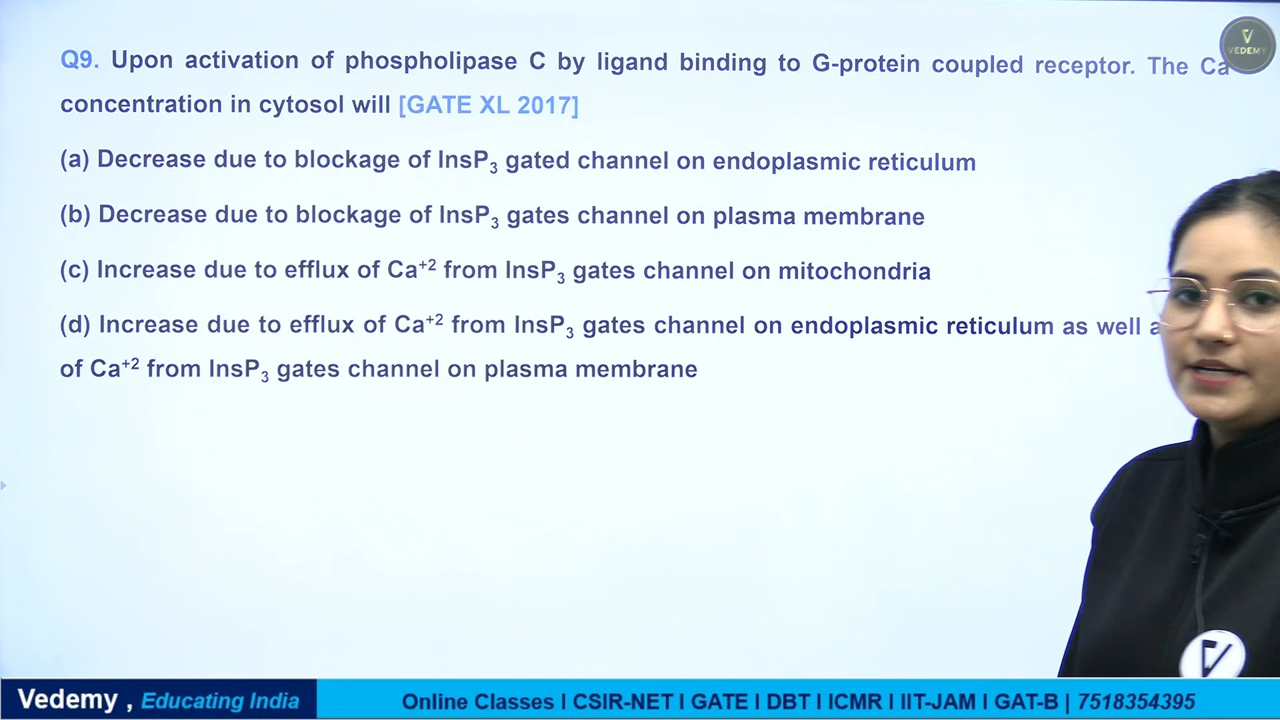 VEDEMY
Q9. Upon activation of phospholipase C by ligand binding to G-protein coupled receptor. The Ca
concentration in cytosol will [GATE XL 2017]
(a) Decrease due to blockage of InsP₃ gated channel on endoplasmic reticulum
(b) Decrease due to blockage of InsP₃ gates channel on plasma membrane
(c) Increase due to efflux of Ca⁺² from InsP₃ gates channel on mitochondria
(d) Increase due to efflux of Ca⁺² from InsP₃ gates channel on endoplasmic reticulum as well
of Ca⁺² from InsP₃ gates channel on plasma membrane
Vedemy , Educating India
Online Classes I CSIR-NET I GATE I DBT I ICMR I IIT-JAM I GAT-B | 7518354395